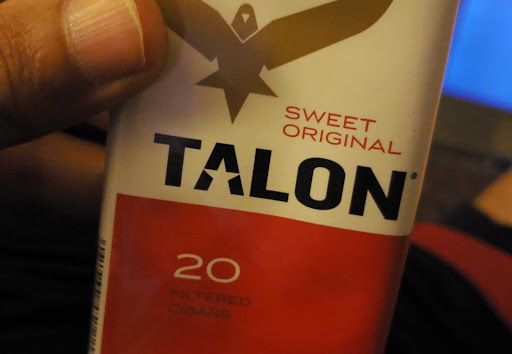 SWEET
ORIGINAL
TALON
20
FILTERED
CIGARS